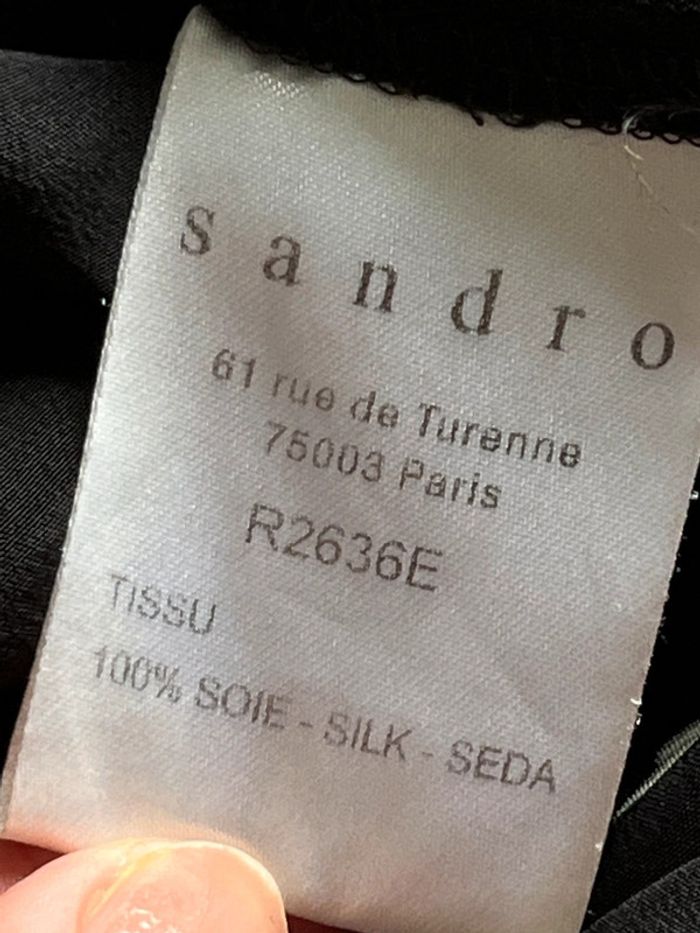 sandro
61 rue de Turenne
75003 Paris
R2636E
TISSU
100% SOIE - SILK - SEDA